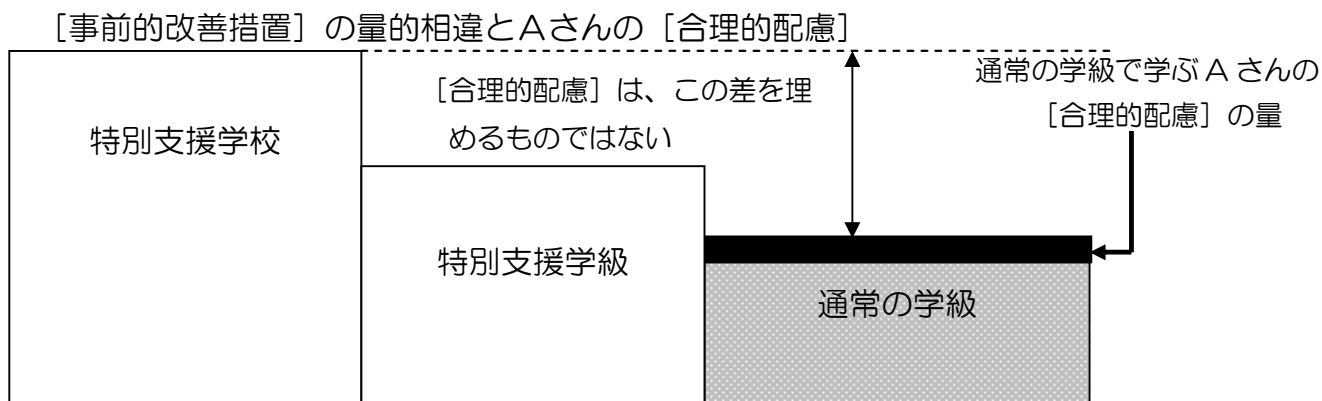 ［事前的改善措置］の量的相違とAさんの［合理的配慮］
［合理的配慮］は、この差を埋
めるものではない
通常の学級で学ぶA さんの
［合理的配慮］の量
特別支援学校
特別支援学級
通常の学級